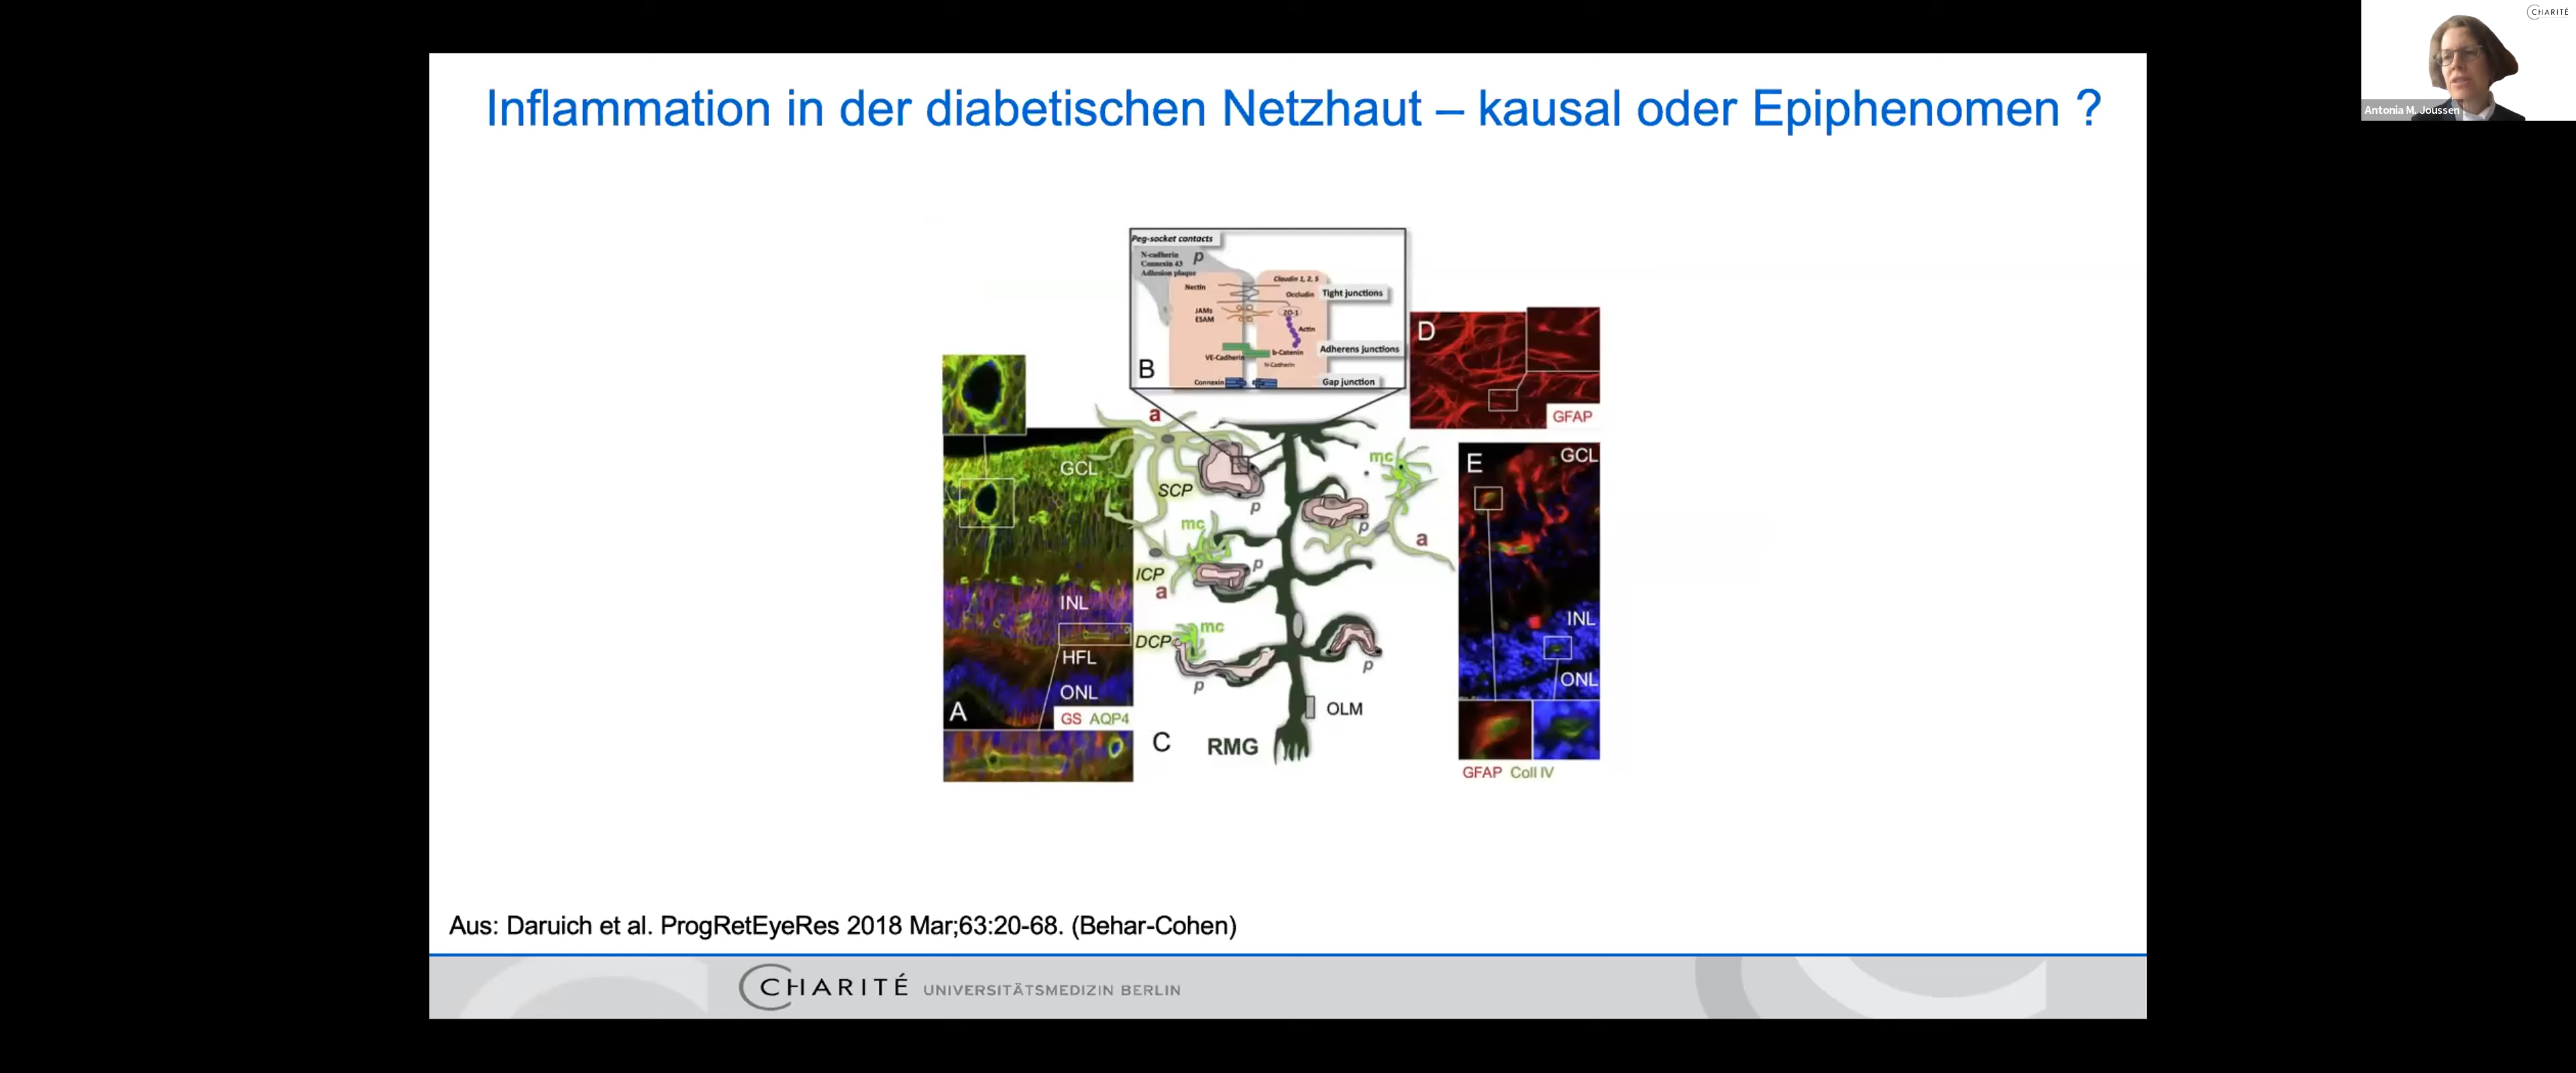 CHARITÉ
Antonia M. Joussen
Inflammation in der diabetischen Netzhaut – kausal oder Epiphenomen ?
Peg-socket contacts
N-cadherin
Connexin 43
Adhesion plaque
p
Claudin 1, 2, 5
Nectin
Occludin
Tight junctions
JAMs
ESAM
ZO-1
Actin
VE-Cadherin
b-Catenin
Adherens junctions
N-Cadherin
B
Connexin
Gap junction
D
GFAP
a
GCL
SCP
p
mc
mc
p
a
ICP
p
a
INL
DCP
mc
HFL
p
p
ONL
A
GS AQP4
OLM
C
RMG
E
GCL
INL
ONL
GFAP Coll IV
Aus: Daruich et al. ProgRetEyeRes 2018 Mar;63:20-68. (Behar-Cohen)
CHARITÉ UNIVERSITÄTSMEDIZIN BERLIN